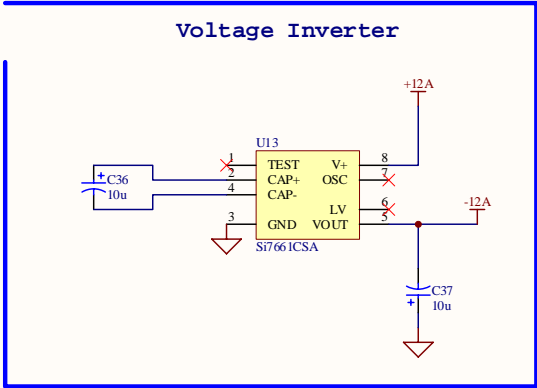 Voltage Inverter
+12A
U13
1 TEST V+ 8
2 CAP+ OSC 7
4 CAP- LV 6
3 GND VOUT 5
Si7661CSA
+ C36
10u
-12A
C37
+ 10u